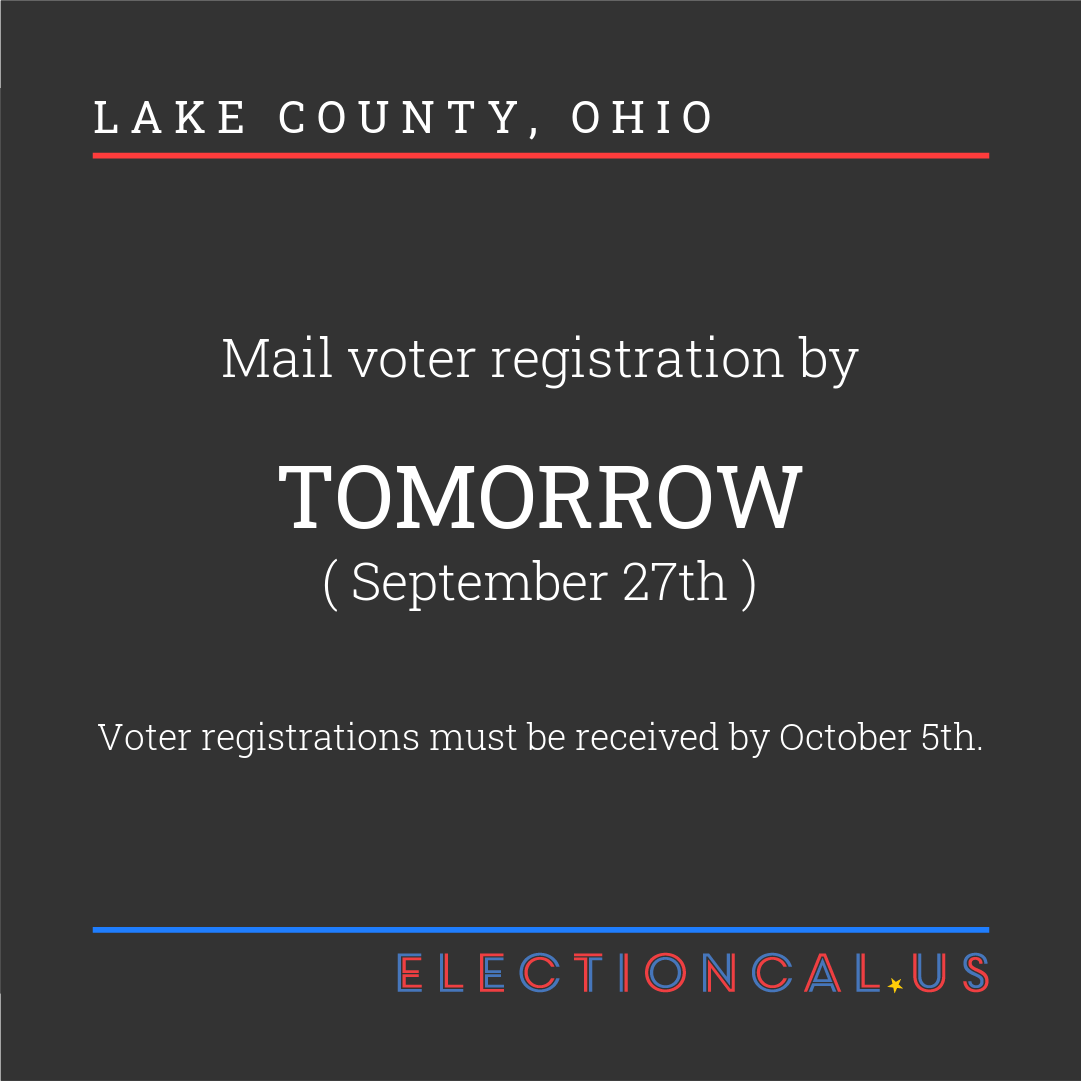 LAKE COUNTY, OHIO
Mail voter registration by
TOMORROW
( September 27th )
Voter registrations must be received by October 5th.
ELECTIONCAL.US